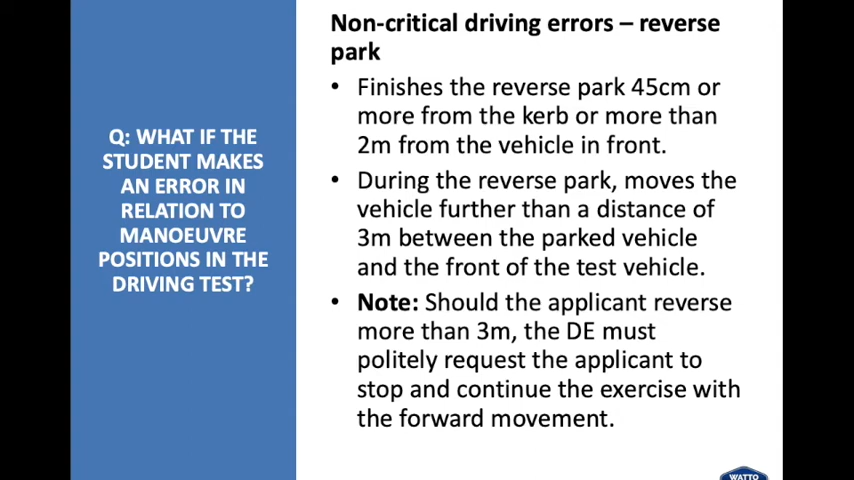 Q: WHAT IF THE
STUDENT MAKES
AN ERROR IN
RELATION TO
MANOEUVRE
POSITIONS IN THE
DRIVING TEST?
Non-critical driving errors – reverse
park
• Finishes the reverse park 45cm or
more from the kerb or more than
2m from the vehicle in front.
• During the reverse park, moves the
vehicle further than a distance of
3m between the parked vehicle
and the front of the test vehicle.
• Note: Should the applicant reverse
more than 3m, the DE must
politely request the applicant to
stop and continue the exercise with
the forward movement.
WATTO